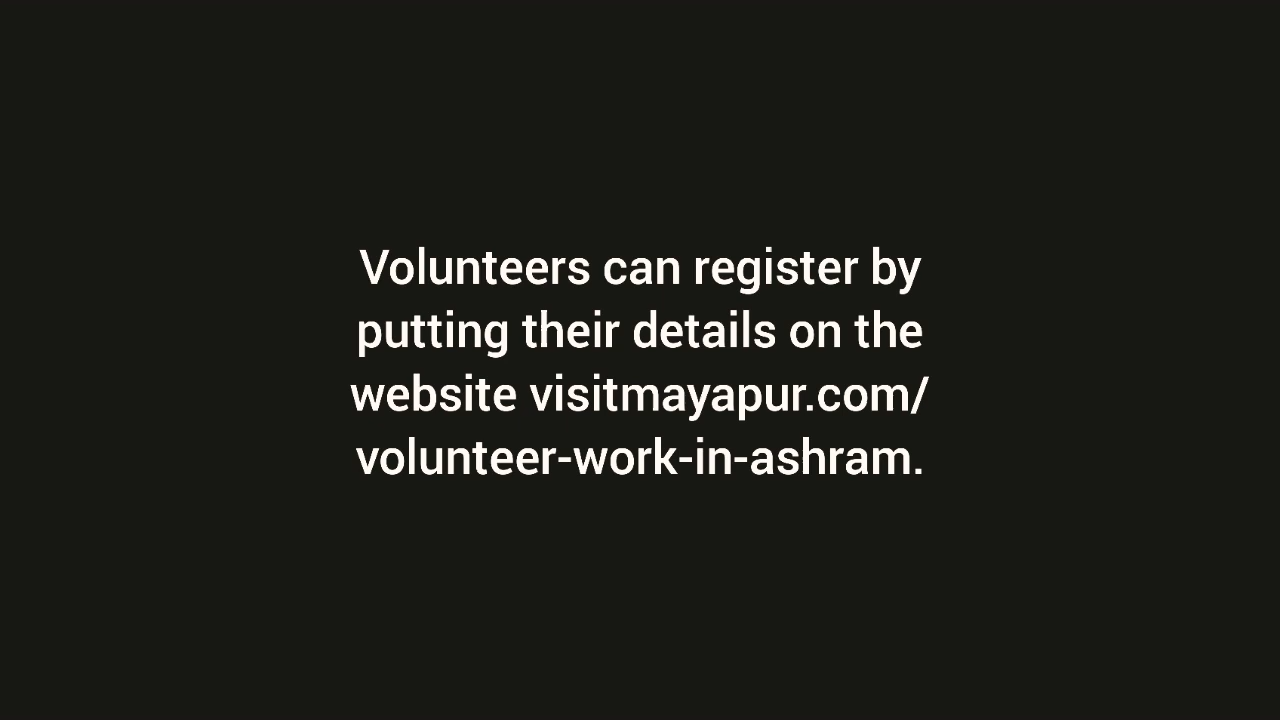 Volunteers can register by
putting their details on the
website visitmayapur.com/
volunteer-work-in-ashram.